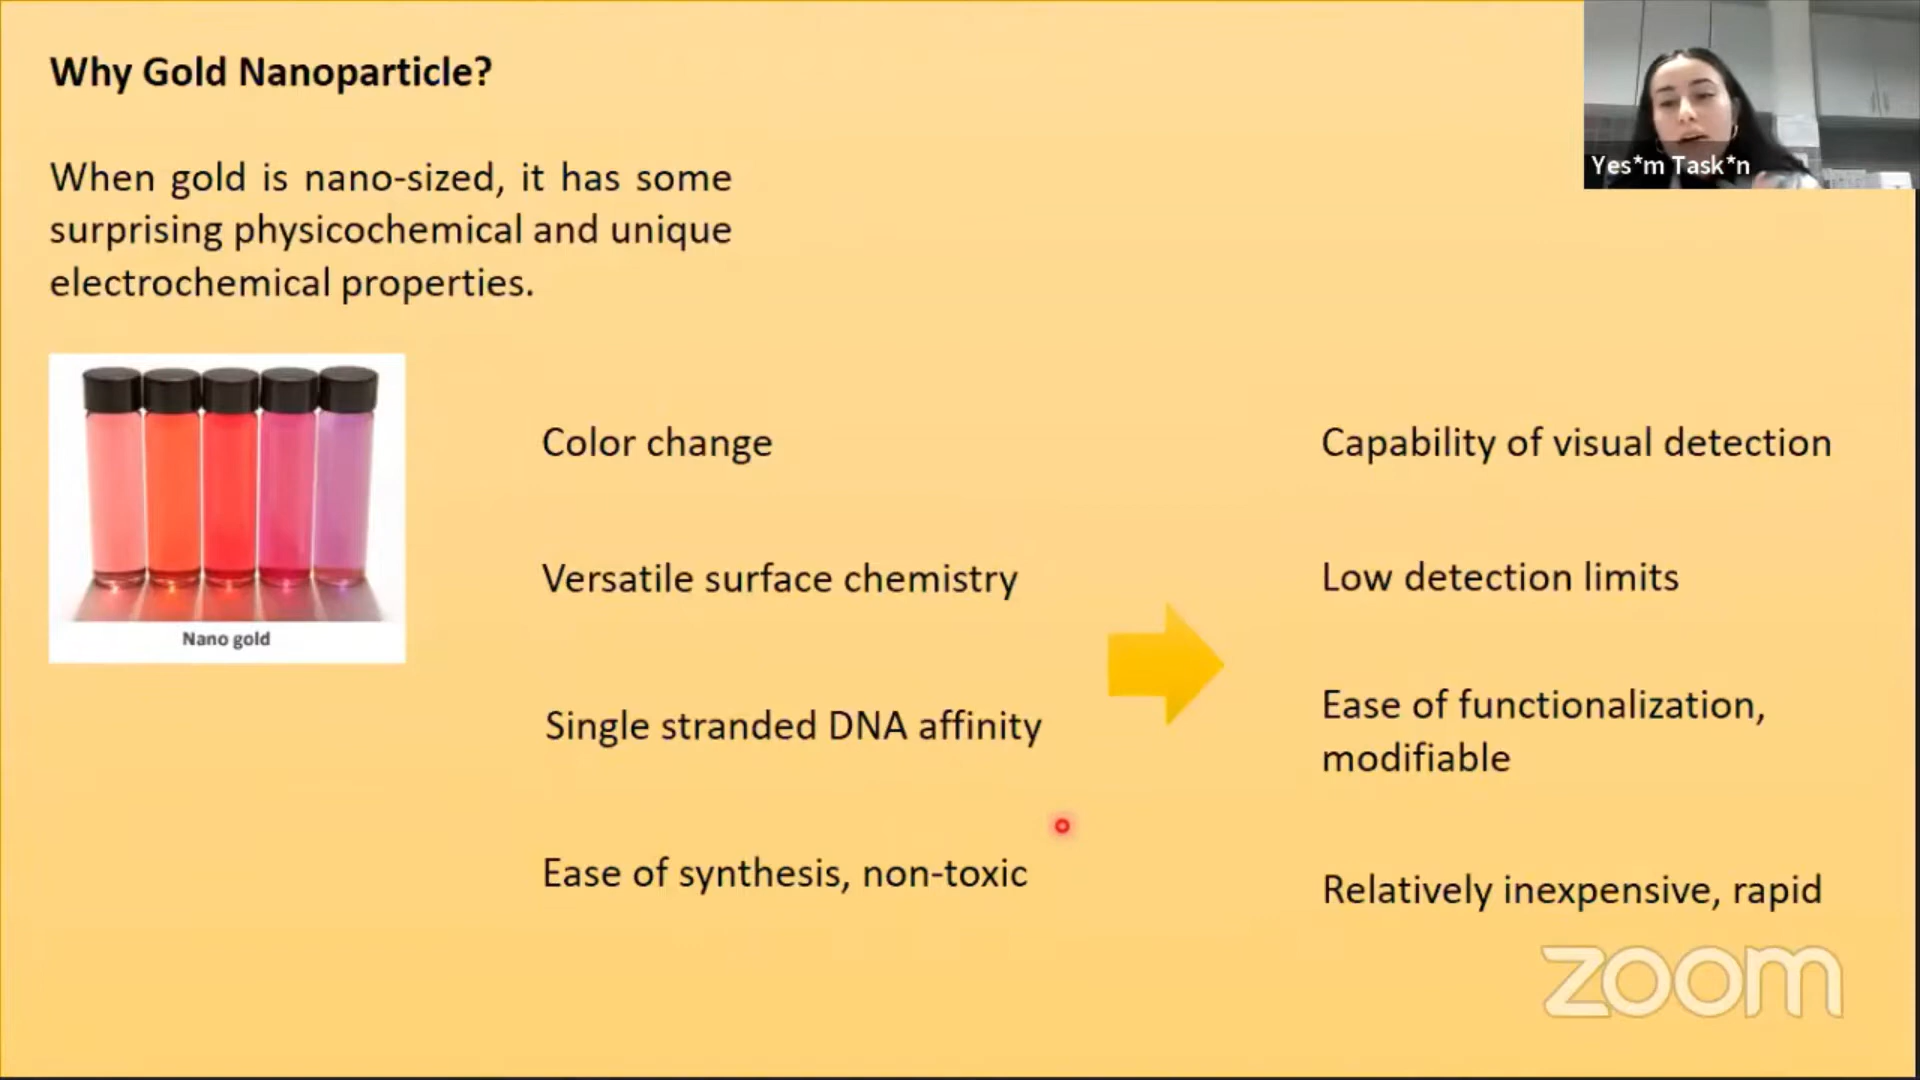 Why Gold Nanoparticle?
Yes*m Task*n
When gold is nano-sized, it has some
surprising physicochemical and unique
electrochemical properties.
Nano gold
Color change
Versatile surface chemistry
Single stranded DNA affinity
Ease of synthesis, non-toxic
Capability of visual detection
Low detection limits
Ease of functionalization,
modifiable
Relatively inexpensive, rapid
zoom